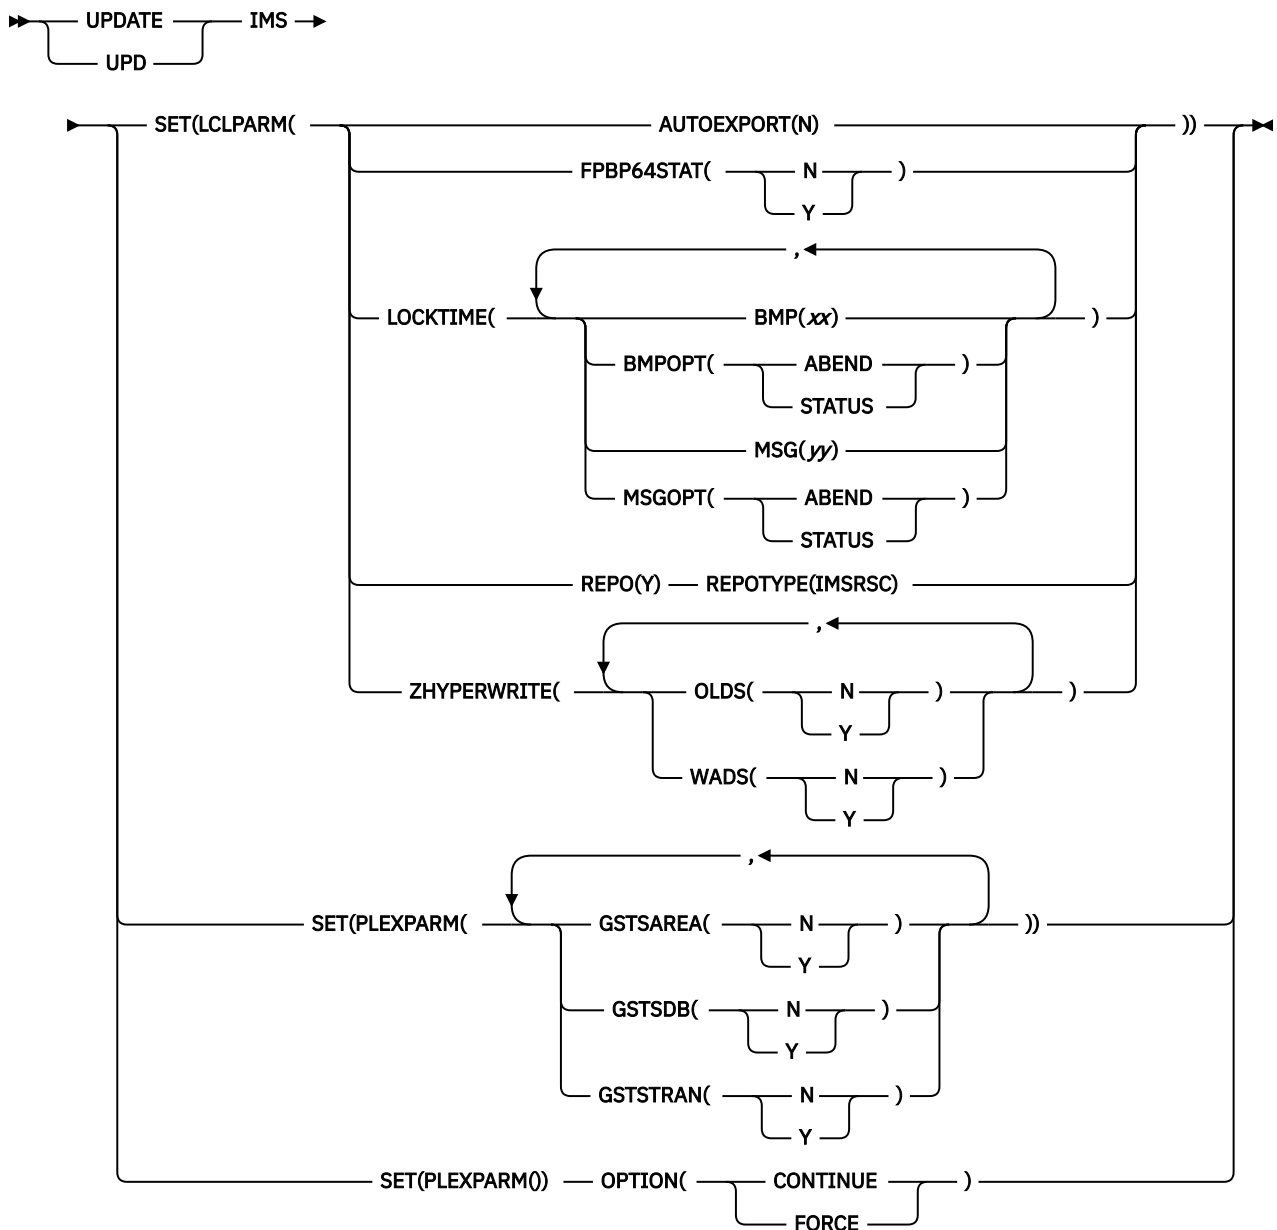 UPDATE IMS
UPD
SET(LCLPARM( AUTOEXPORT(N) ))
FPBP64STAT( N )
Y
,
LOCKTIME( BMP(xx) )
BMPOPT( ABEND )
STATUS
MSG(yy)
MSGOPT( ABEND )
STATUS
REPO(Y) REPOTYPE(IMSRSC)
,
ZHYPERWRITE( OLDS( N ) )
Y
WADS( N )
Y
,
SET(PLEXPARM( GSTSAREA( N ) ))
Y
GSTSDB( N )
Y
GSTSTRAN( N )
Y
SET(PLEXPARM()) OPTION( CONTINUE )
FORCE